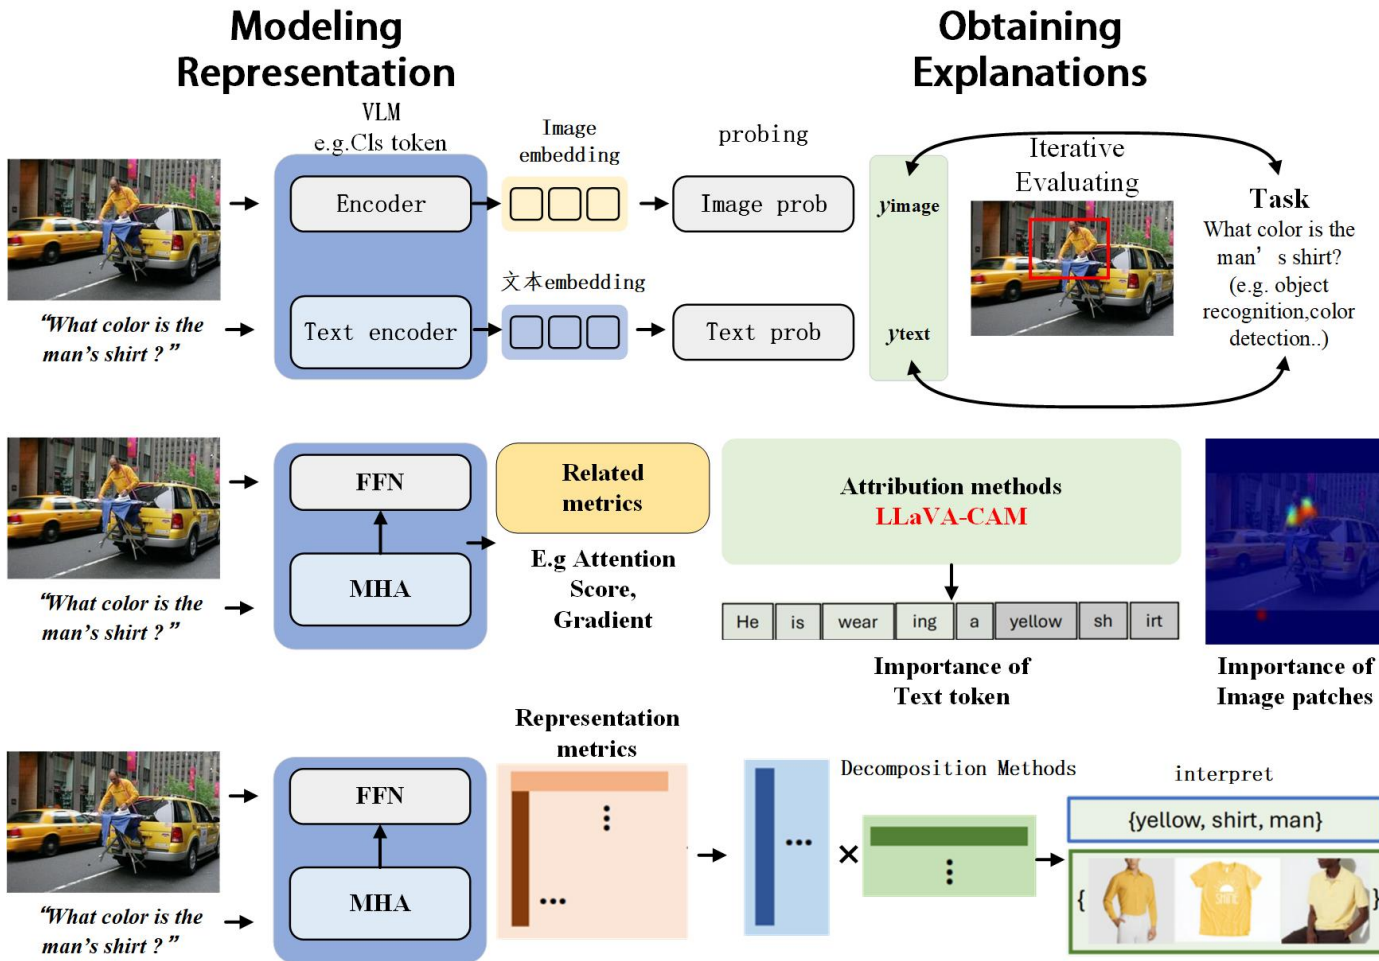 Modeling
Representation
Obtaining
Explanations
VLM
e.g.Cls token
Image
embedding
probing
Encoder
Image prob
yimage
Iterative
Evaluating
Task
What color is the
man’s shirt?
(e.g. object
recognition,color
detection..)
文本embedding
“What color is the
man’s shirt ?”
Text encoder
Text prob
ytext
FFN
MHA
“What color is the
man’s shirt ?”
Related
metrics
E.g Attention
Score,
Gradient
Attribution methods
LLaVA-CAM
He is wear ing a yellow sh irt
Importance of
Text token
Importance of
Image patches
FFN
MHA
“What color is the
man’s shirt ?”
Representation
metrics
Decomposition Methods
×
interpret
{yellow, shirt, man}
{ }